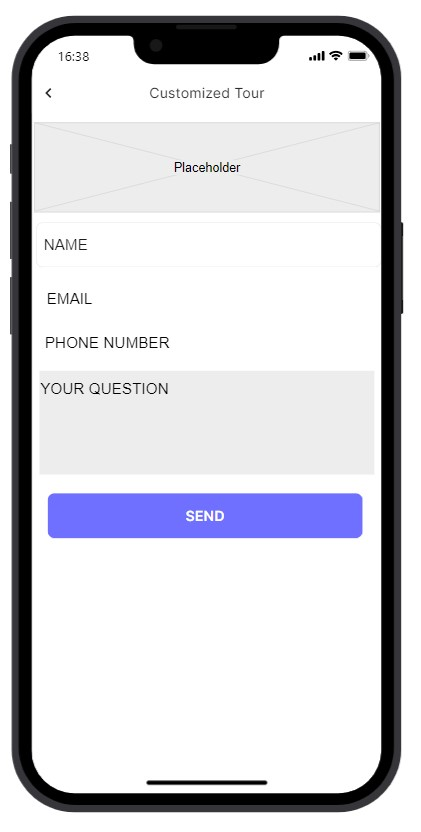 16:38
Customized Tour
Placeholder
NAME
EMAIL
PHONE NUMBER
YOUR QUESTION
SEND